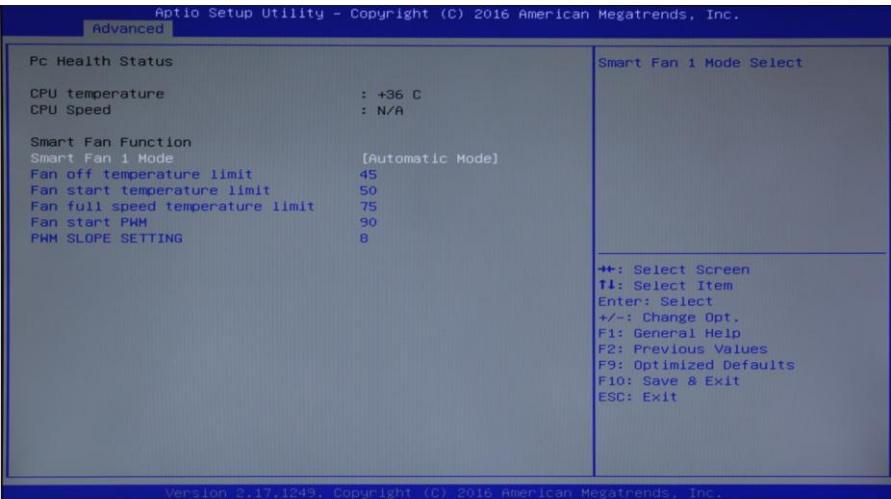 Aptio Setup Utility – Copyright (C) 2016 American Megatrends, Inc.
Advanced
Pc Health Status
CPU temperature : +36 C
CPU Speed : N/A
Smart Fan Function
Smart Fan 1 Mode [Automatic Mode]
Fan off temperature limit 45
Fan start temperature limit 50
Fan full speed temperature limit 75
Fan start PWM 90
PWM SLOPE SETTING 8
Smart Fan 1 Mode Select
→←: Select Screen
↑↓: Select Item
Enter: Select
+/-: Change Opt.
F1: General Help
F2: Previous Values
F9: Optimized Defaults
F10: Save & Exit
ESC: Exit
Version 2.17.1249. Copyright (C) 2016 American Megatrends, Inc.